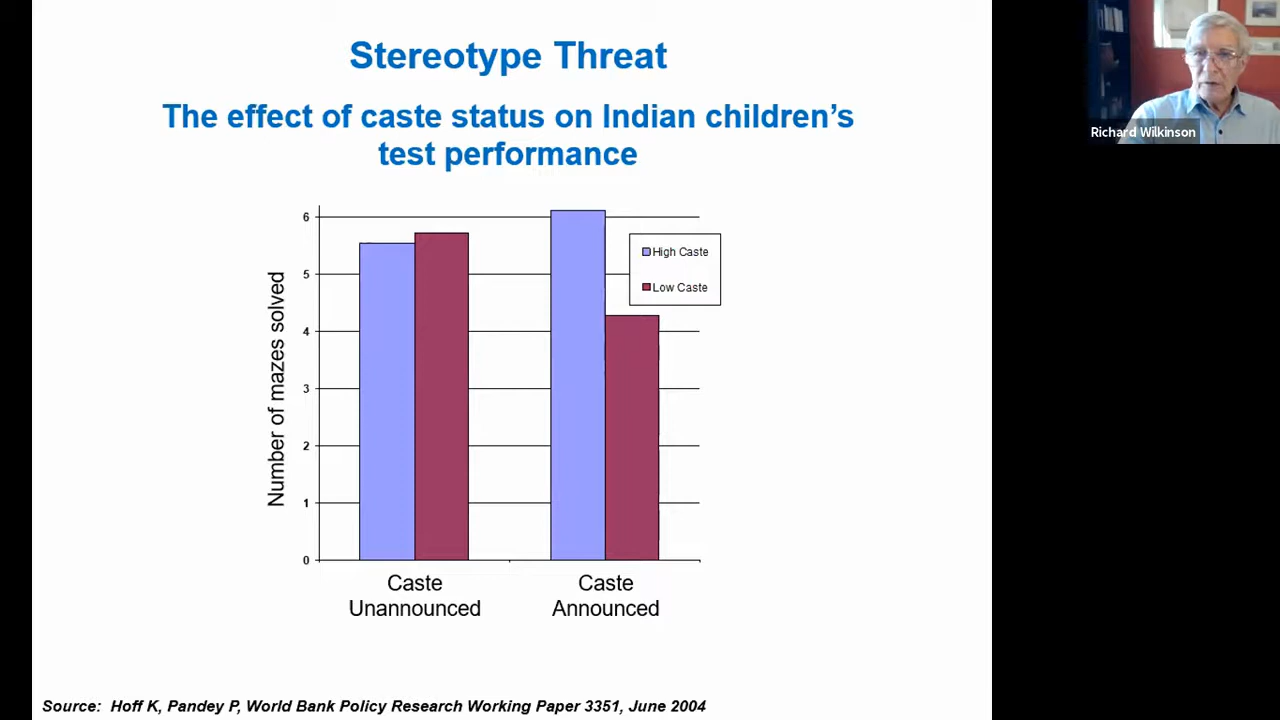 Stereotype Threat
The effect of caste status on Indian children’s
test performance
Number of mazes solved
6
5
4
3
2
1
0
High Caste
Low Caste
Caste
Unannounced
Caste
Announced
Source: Hoff K, Pandey P, World Bank Policy Research Working Paper 3351, June 2004
Richard Wilkinson